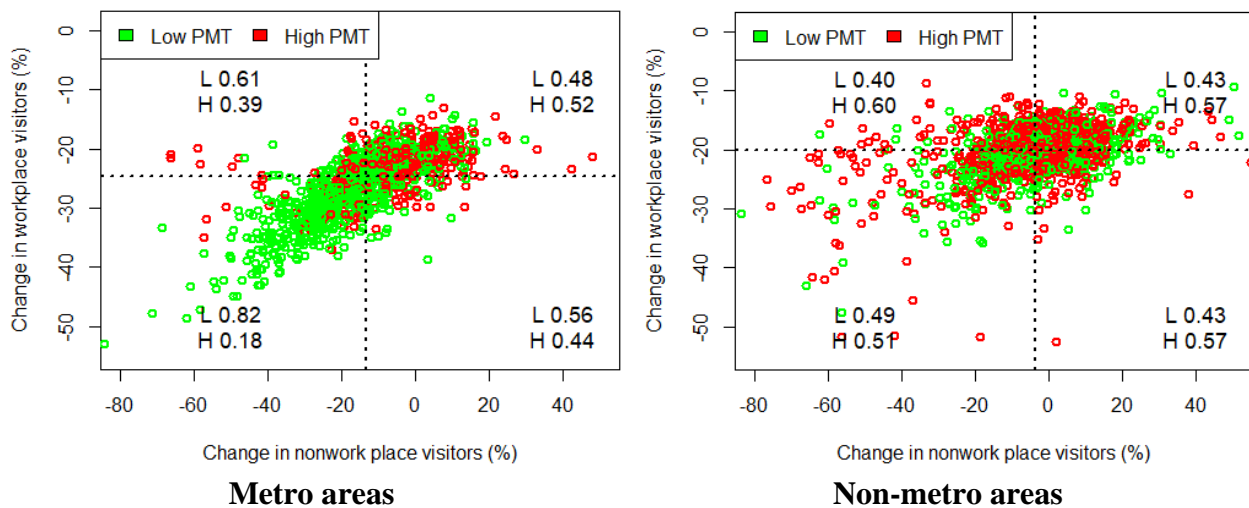 Low PMT High PMT
L 0.61 L 0.48
H 0.39 H 0.52
L 0.82 L 0.56
H 0.18 H 0.44
0
-10
-20
-30
-40
-50
Change in workplace visitors (%)
-80 -60 -40 -20 0 20 40
Change in nonwork place visitors (%)
Metro areas
Low PMT High PMT
L 0.40 L 0.43
H 0.60 H 0.57
L 0.49 L 0.43
H 0.51 H 0.57
0
-10
-20
-30
-40
-50
Change in workplace visitors (%)
-80 -60 -40 -20 0 20 40
Change in nonwork place visitors (%)
Non-metro areas